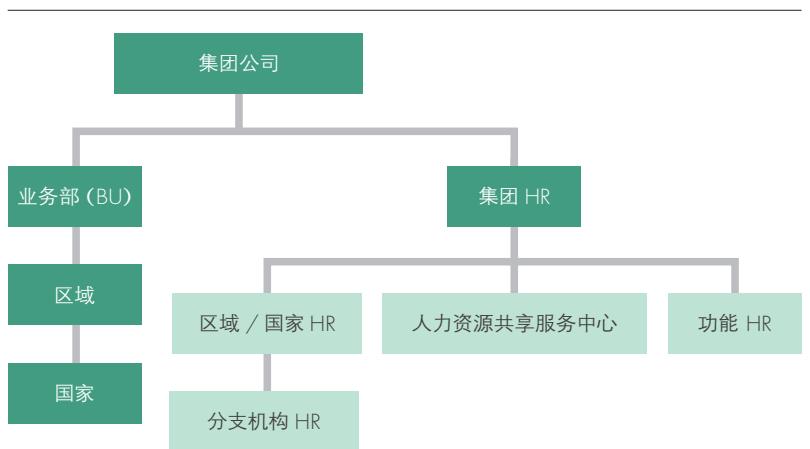 集团公司
业务部 (BU)
集团 HR
区域
区域 / 国家 HR
人力资源共享服务中心
功能 HR
国家
分支机构 HR